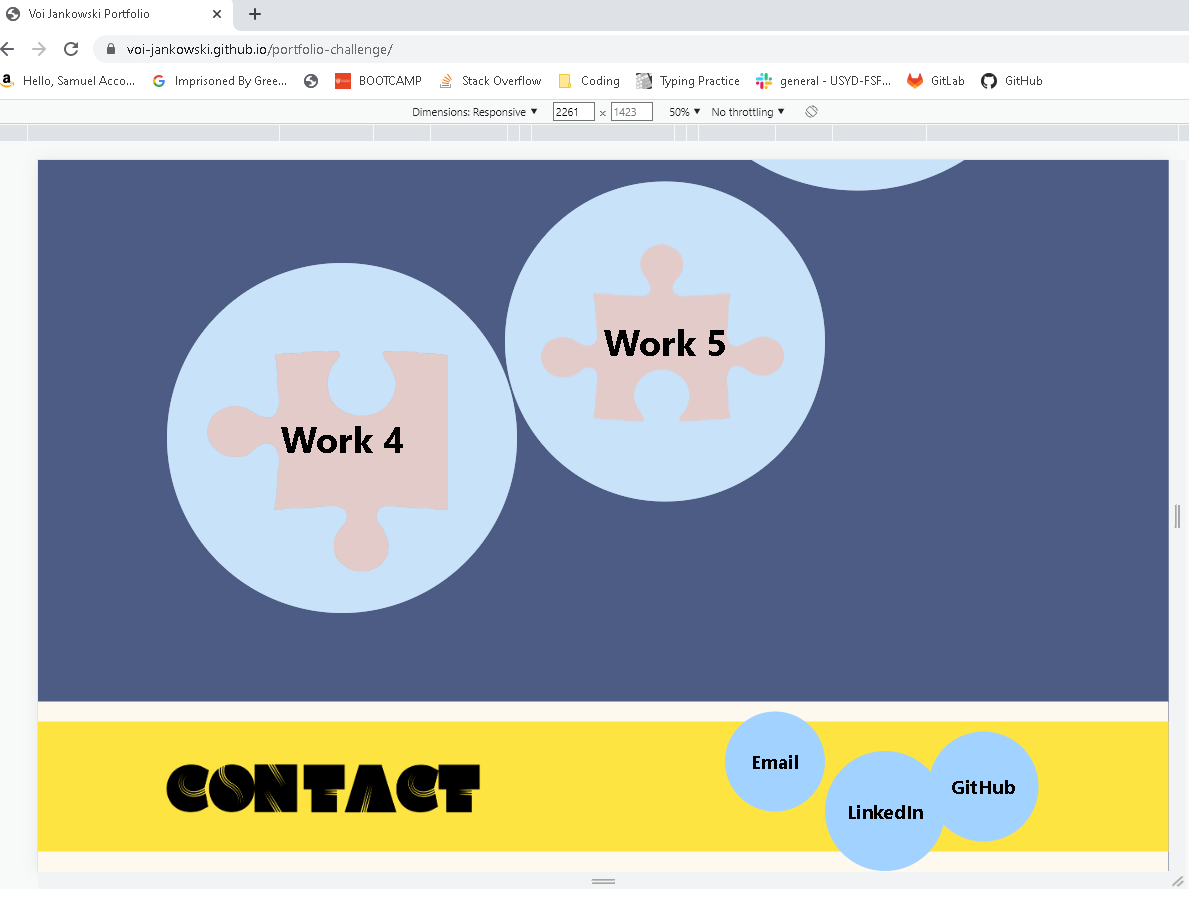 Voi Jankowski Portfolio
voi-jankowski.github.io/portfolio-challenge/
Hello, Samuel Acco... Imprisoned By Gree... BOOTCAMP Stack Overflow Coding Typing Practice general - USYD-FSF... GitLab GitHub
Dimensions: Responsive 2261 x 1423 50% No throttling
Work 5
Work 4
Email
CONTACT
LinkedIn
GitHub